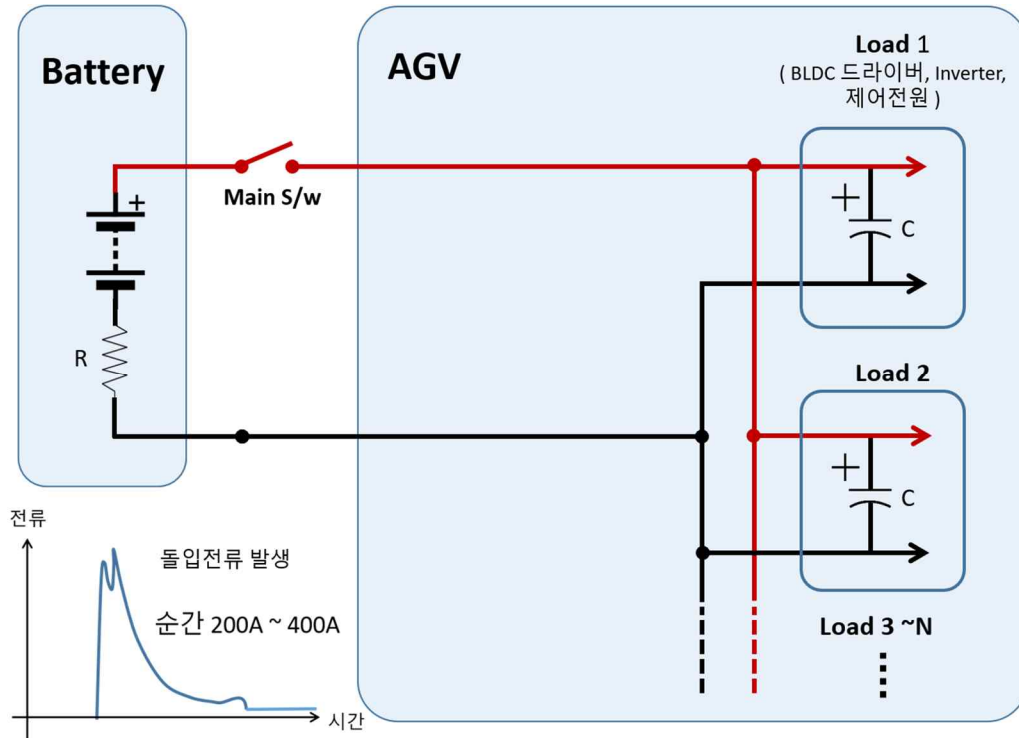 Battery
AGV
Load 1
( BLDC 드라이버, Inverter,
제어전원 )
Main S/w
+
+
C
R
Load 2
+
C
전류
돌입전류 발생
순간 200A ~ 400A
시간
Load 3 ~N